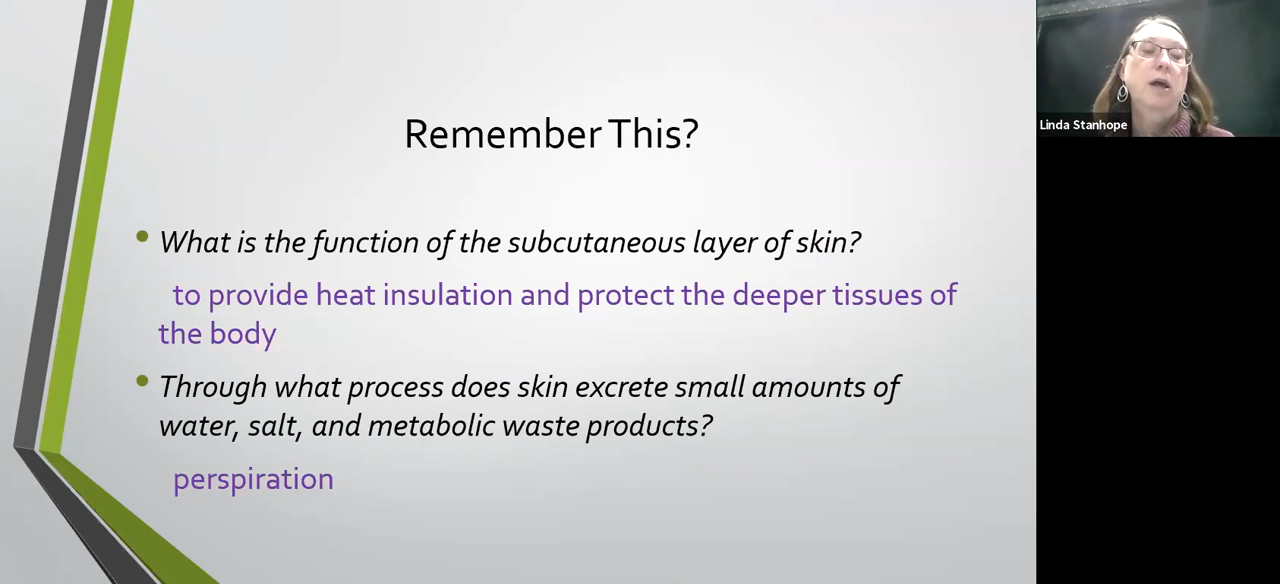 Remember This?
What is the function of the subcutaneous layer of skin?
to provide heat insulation and protect the deeper tissues of
the body
Through what process does skin excrete small amounts of
water, salt, and metabolic waste products?
perspiration
Linda Stanhope